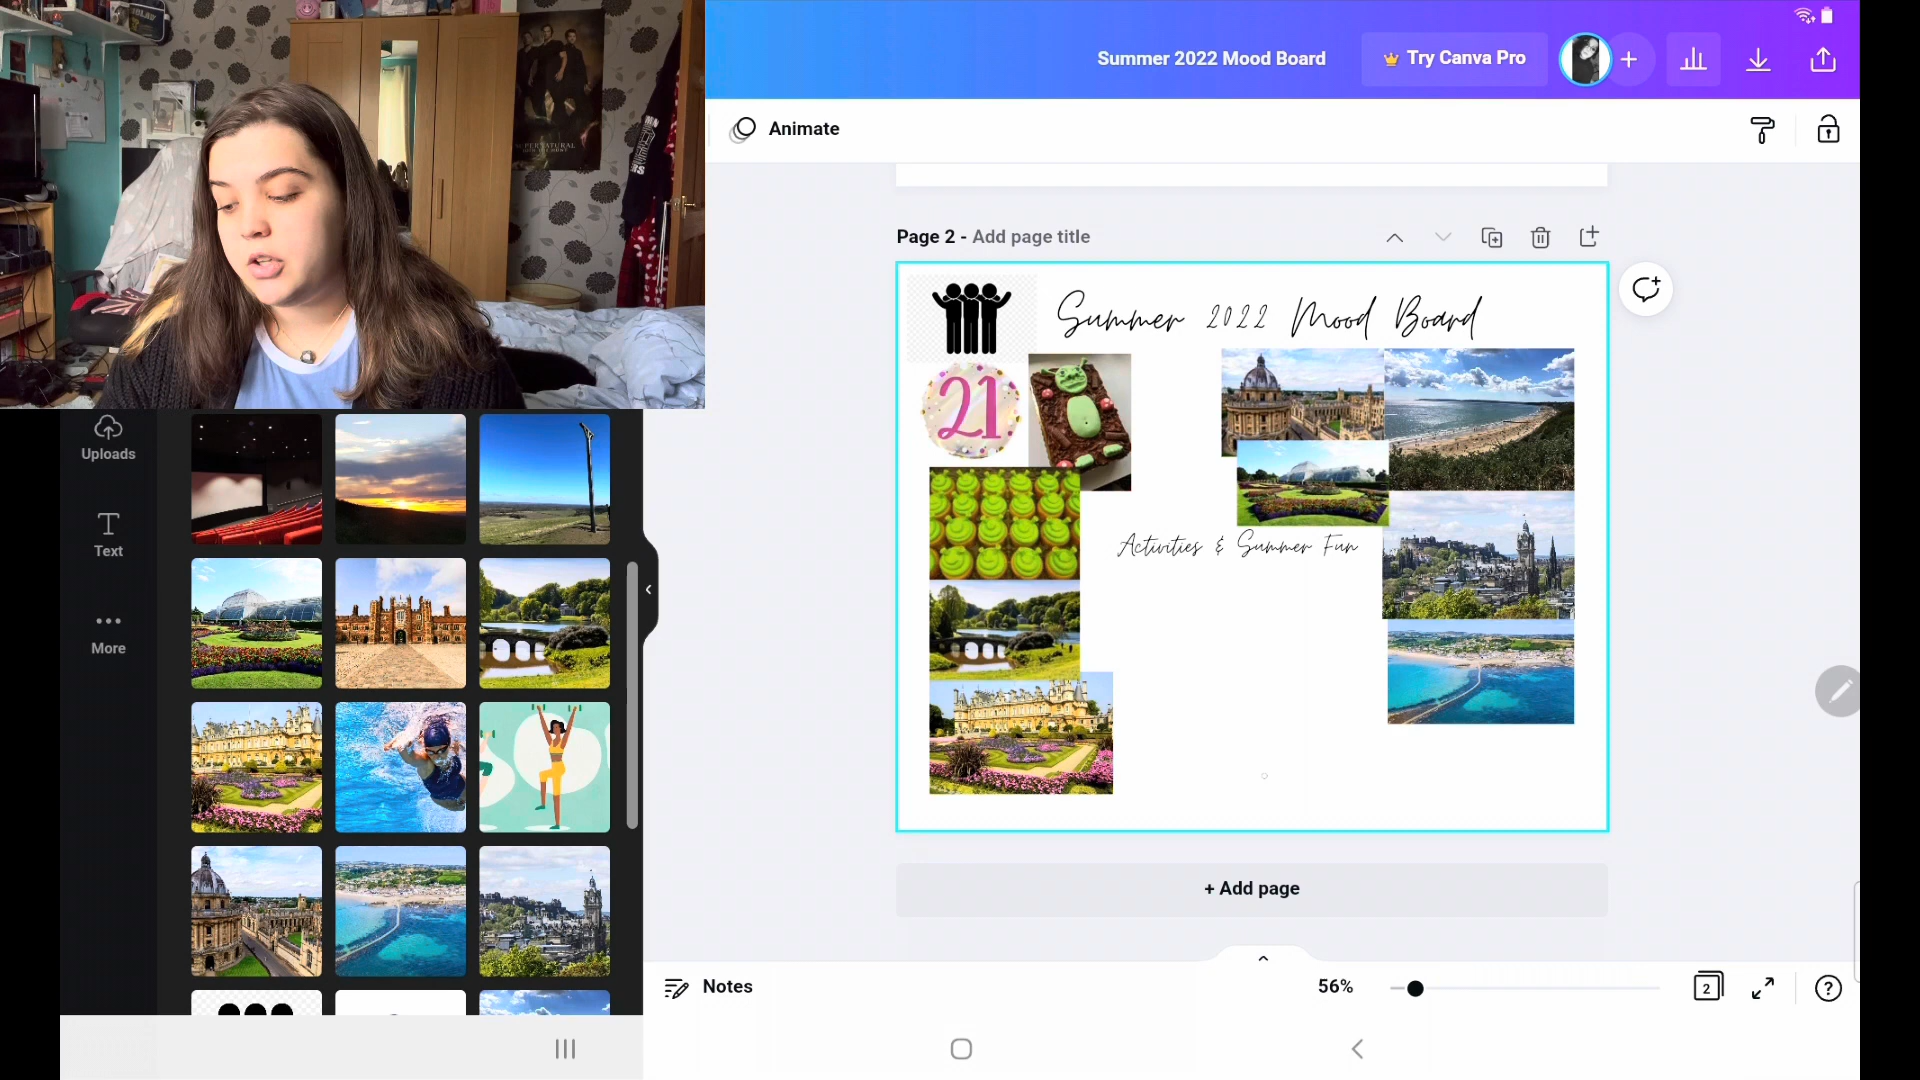 Summer 2022 Mood Board
Try Canva Pro
Animate
SUPERNATURAL
Page 2 - Add page title
Summer 2022 Mood Board
21
Activities & Summer Fun
Uploads
Text
More
+ Add page
Notes
56%
2